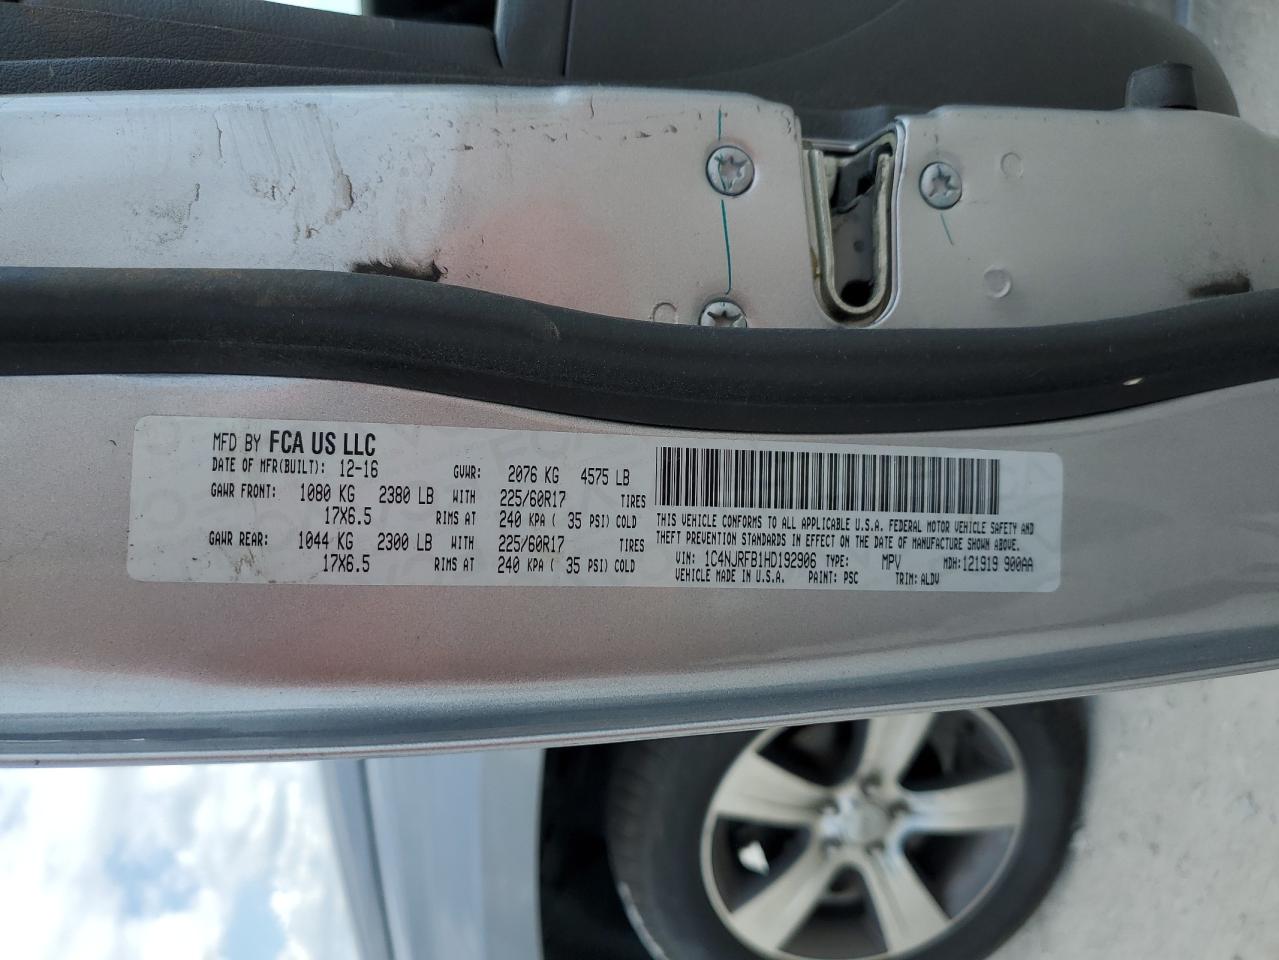 MFD BY FCA US LLC
DATE OF MFR(BUILT): 12-16 GVWR: 2076 KG 4575 LB
GAWR FRONT: 1080 KG 2380 LB WITH 225/60R17 TIRES
17X6.5 RIMS AT 240 KPA ( 35 PSI) COLD
GAWR REAR: 1044 KG 2300 LB WITH 225/60R17 TIRES
17X6.5 RIMS AT 240 KPA ( 35 PSI) COLD
THIS VEHICLE CONFORMS TO ALL APPLICABLE U.S.A. FEDERAL MOTOR VEHICLE SAFETY AND
THEFT PREVENTION STANDARDS IN EFFECT ON THE DATE OF MANUFACTURE SHOWN ABOVE.
VIN: 1C4NJRFB1HD192906 TYPE: MPV MDH: 121919 900AA
VEHICLE MADE IN U.S.A. PAINT: PSC TRIM: ALDV